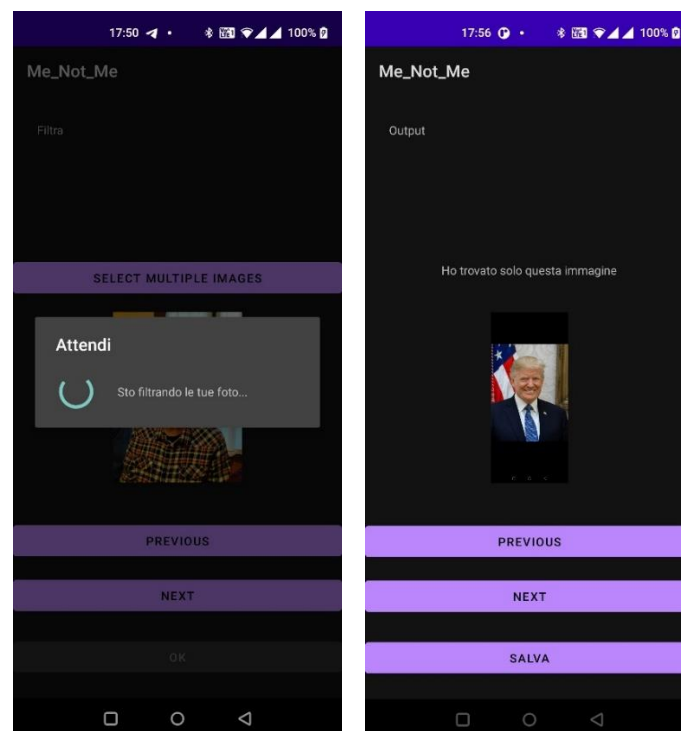 17:50
100%
Me_Not_Me
Filtra
SELECT MULTIPLE IMAGES
Attendi
Sto filtrando le tue foto...
PREVIOUS
NEXT
OK
17:56
100%
Me_Not_Me
Output
Ho trovato solo questa immagine
PREVIOUS
NEXT
SALVA